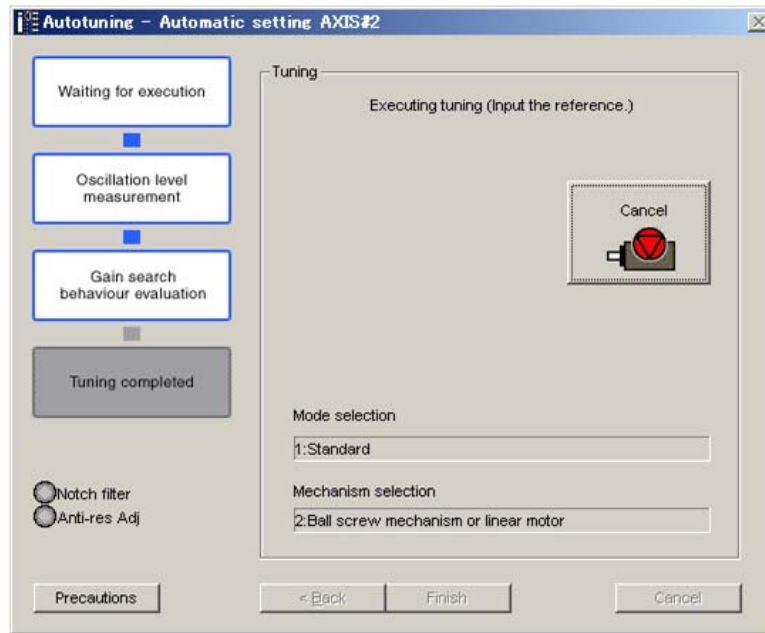 Autotuning - Automatic setting AXIS#2
Waiting for execution
Oscillation level
measurement
Gain search
behaviour evaluation
Tuning completed
Notch filter
Anti-res Adj
Precautions
Tuning
Executing tuning (Input the reference.)
Cancel
Mode selection
1:Standard
Mechanism selection
2:Ball screw mechanism or linear motor
< Back
Finish
Cancel